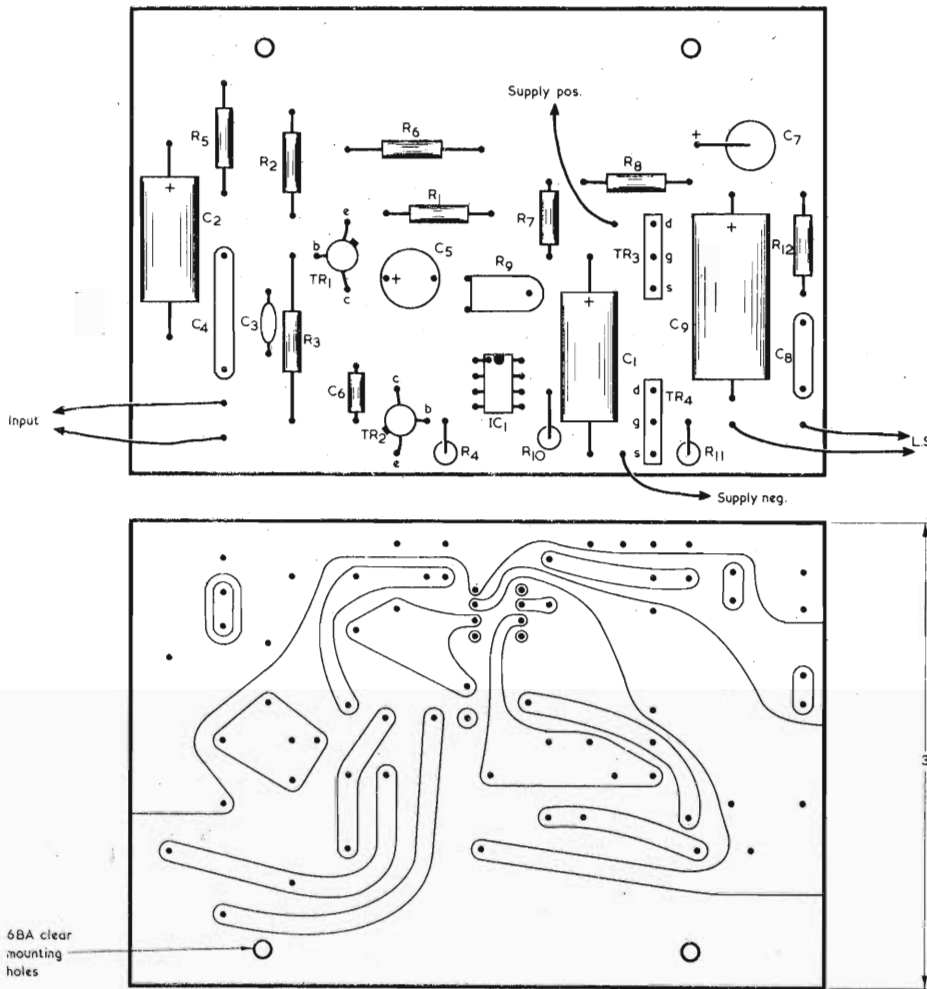 Supply pos.
+
C7
R5
R2
R6
R8
+
C2
R1
R7
+
e
b
TR1
c
C5
+
R9
d
TR3 g
s
R12
C4
C3
R3
+
C1
C9
C8
C6
c
b
TR2
e
R4
IC1
R10
d
TR4
g
s
R11
Input
L.S
Supply neg.
3
6BA clear
mounting
holes